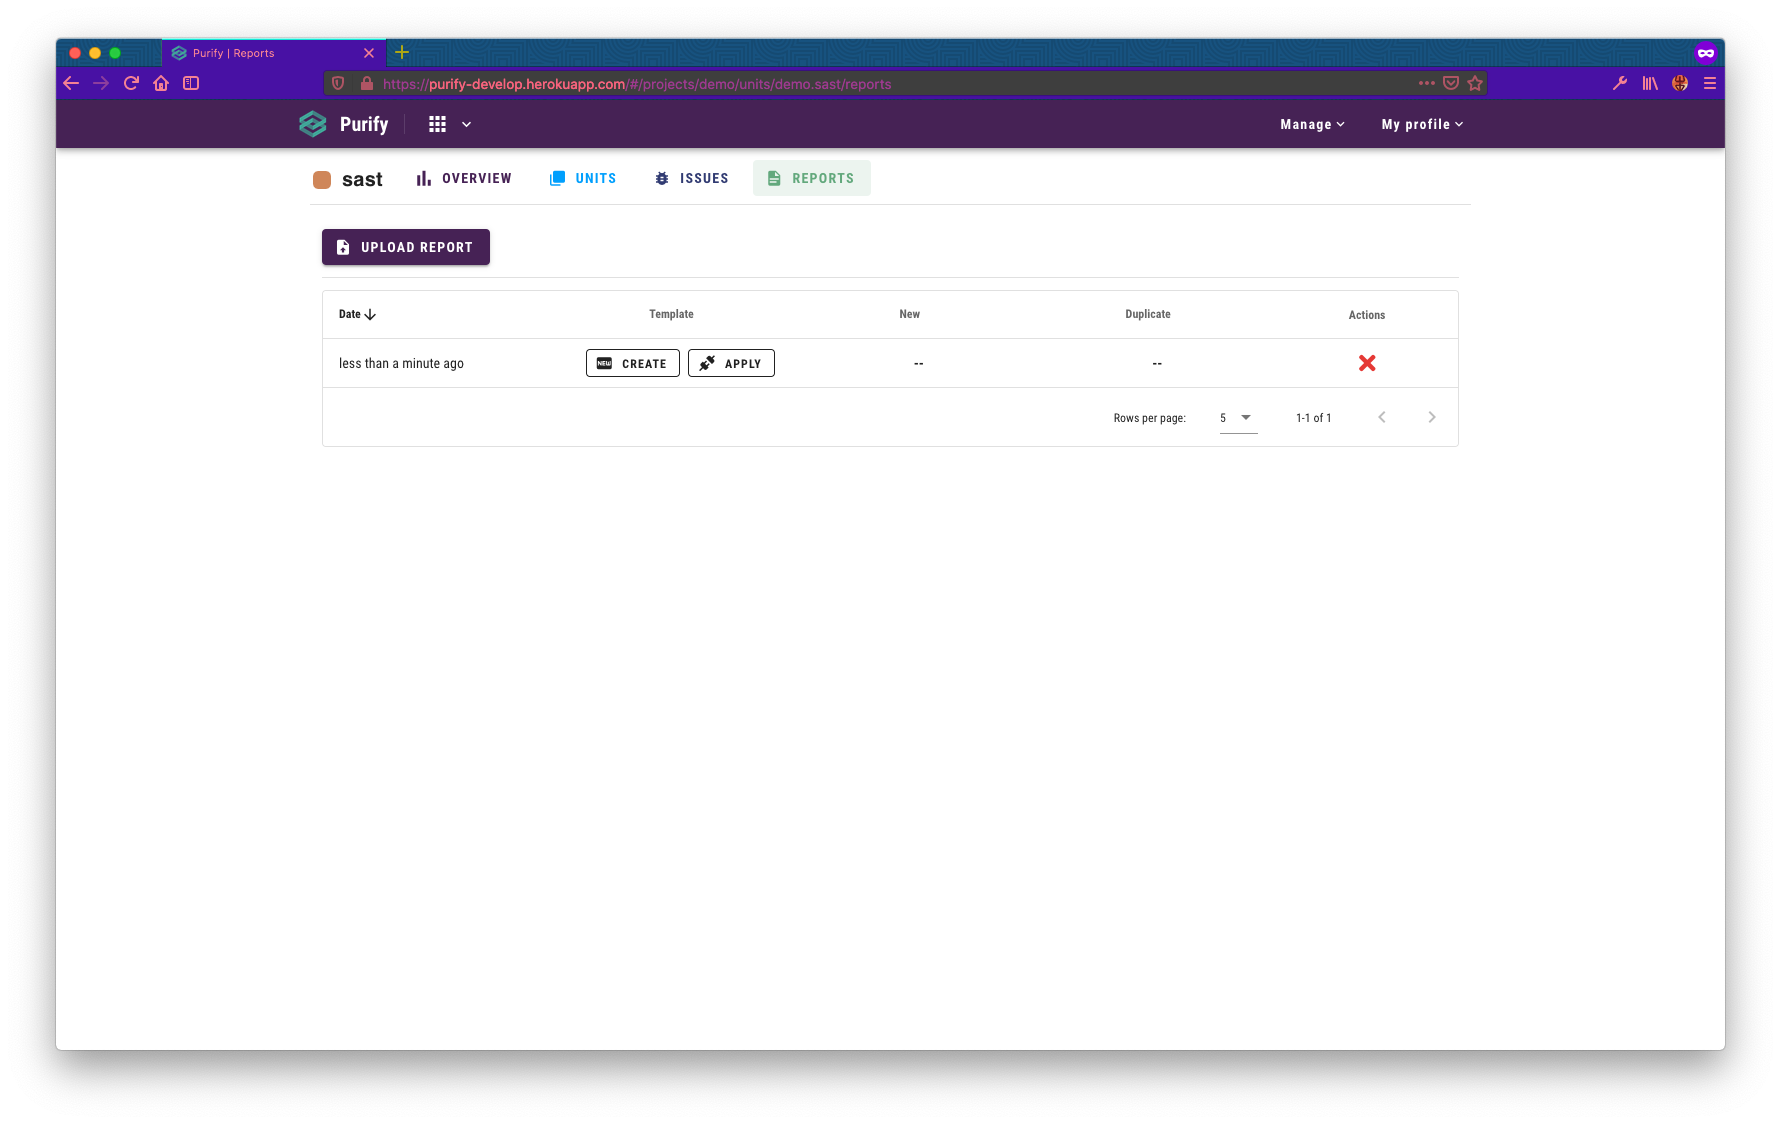 Purify | Reports
https://purify-develop.herokuapp.com/#/projects/demo/units/demo.sast/reports
Purify
Manage
My profile
sast
OVERVIEW
UNITS
ISSUES
REPORTS
UPLOAD REPORT
Date Template New Duplicate Actions
less than a minute ago NEW CREATE APPLY -- --
Rows per page: 5 1-1 of 1